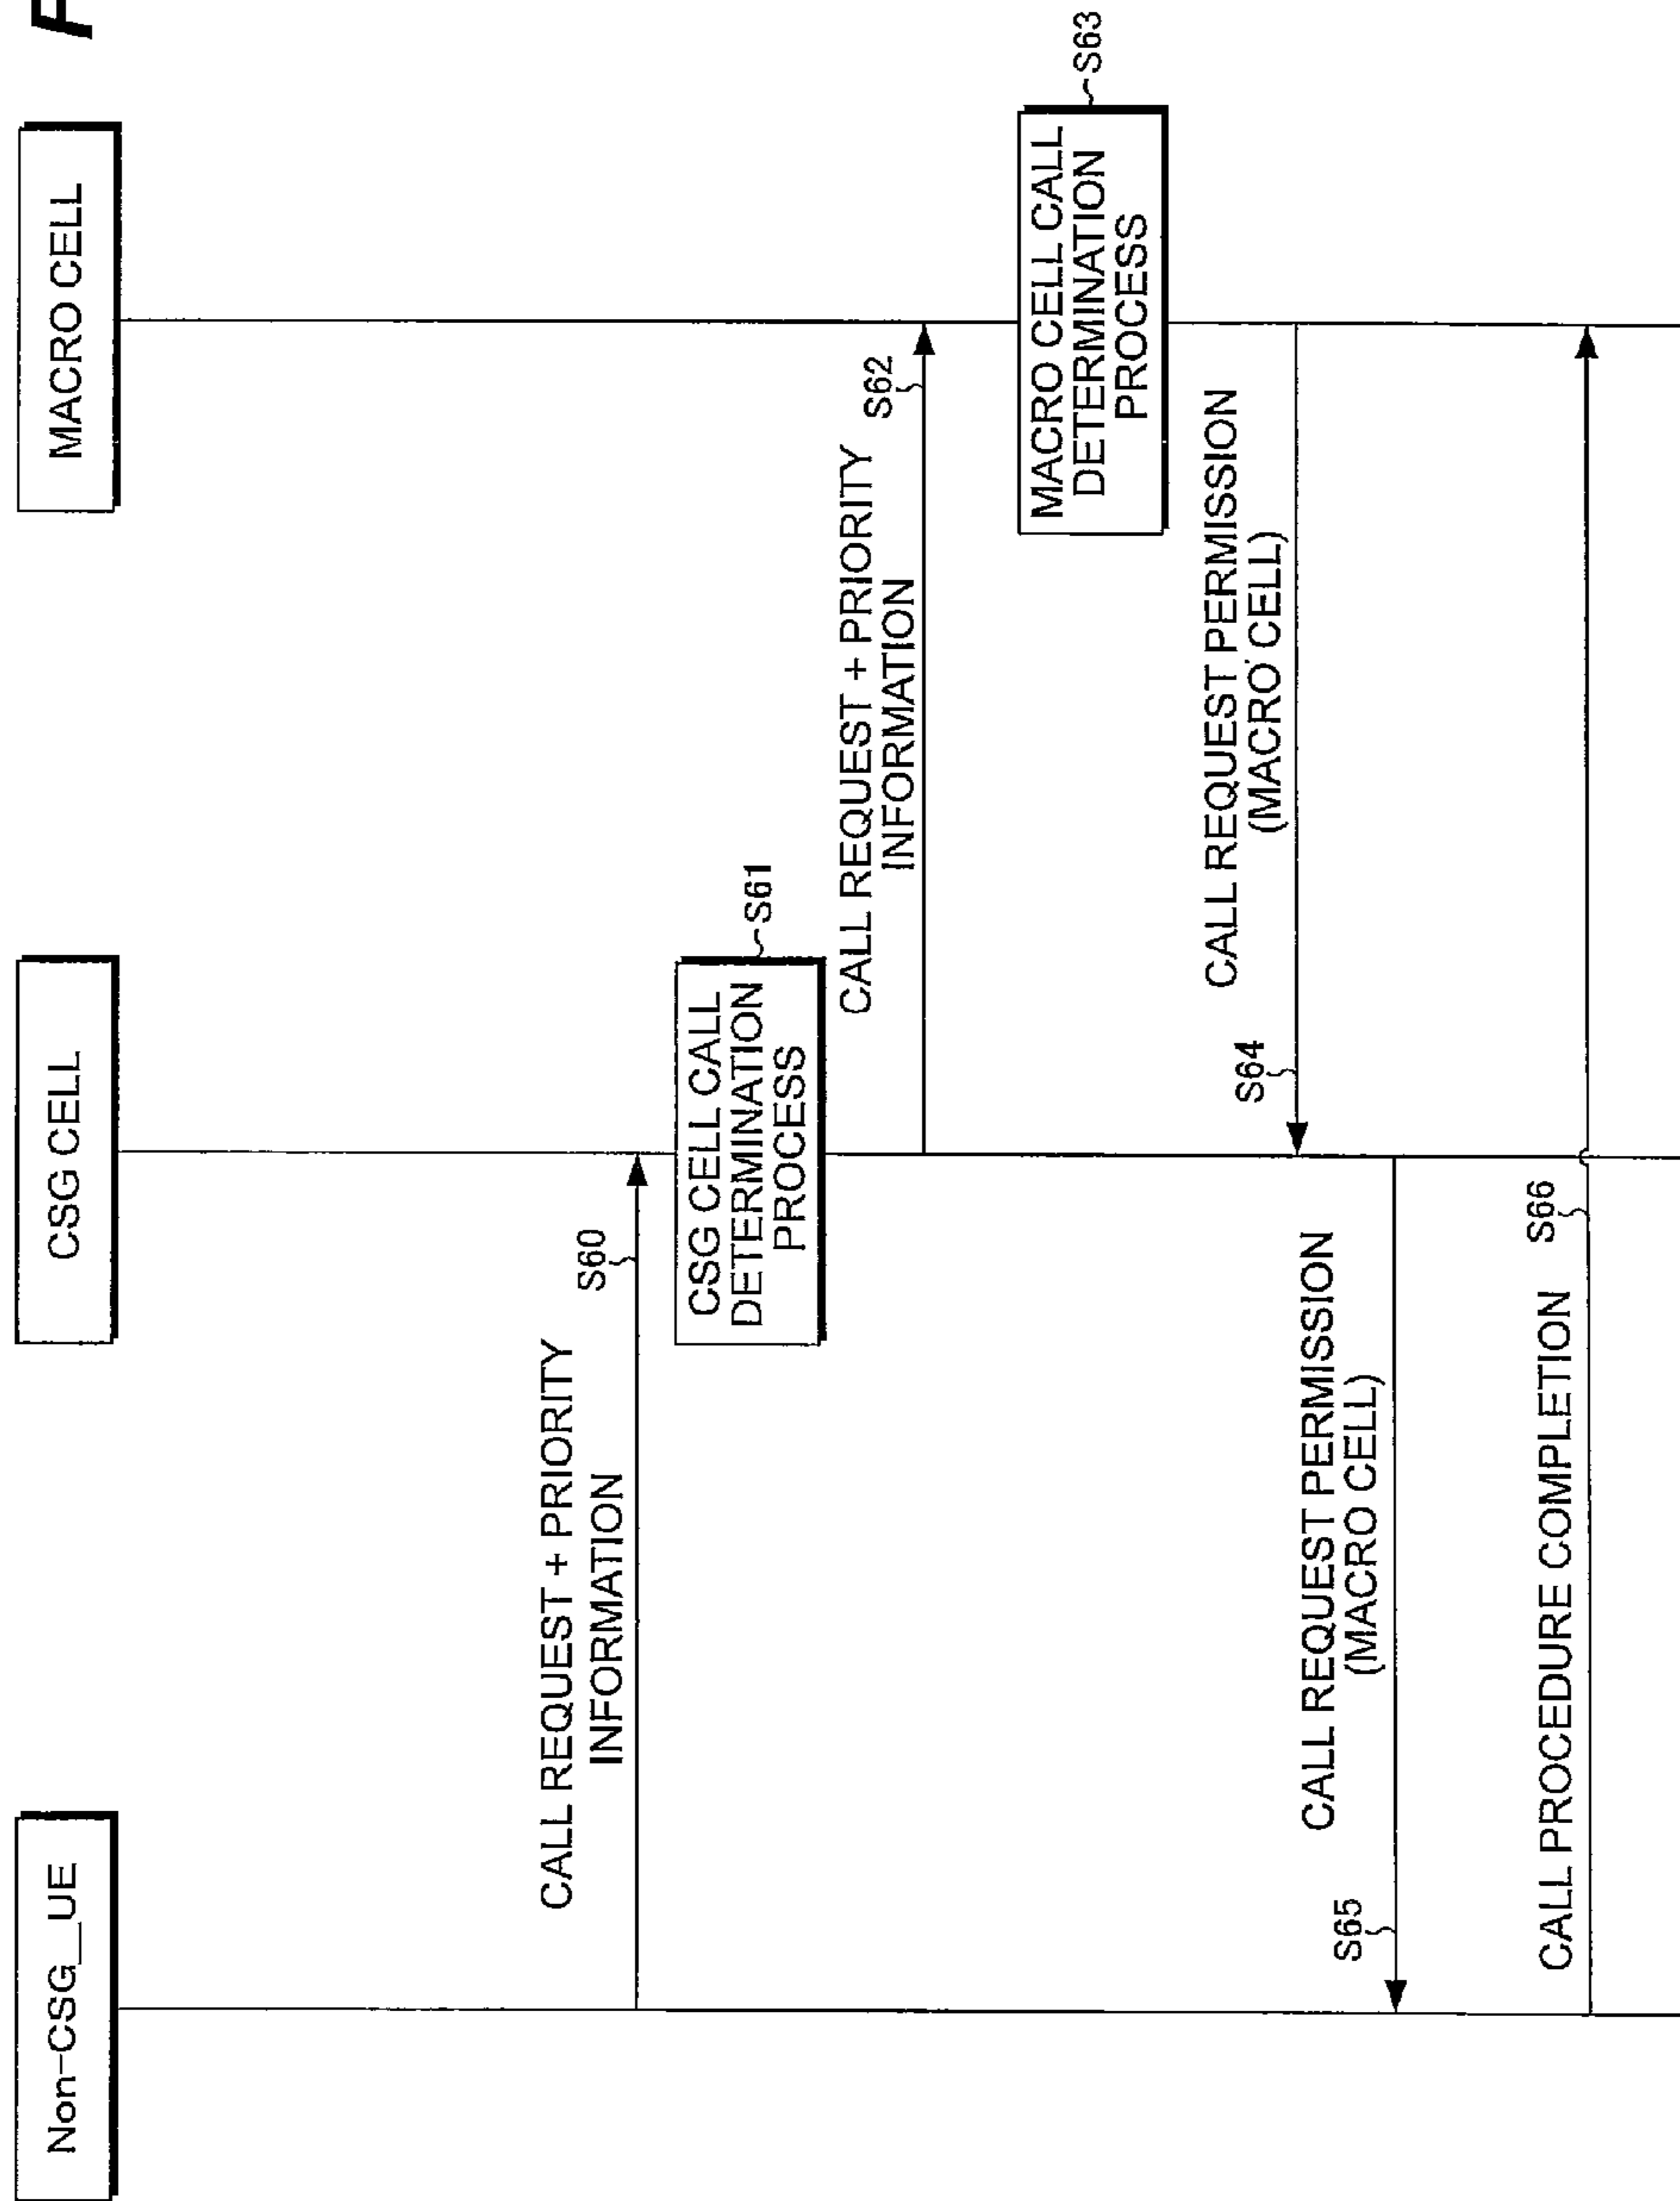 Non-CSG_UE
CSG CELL
MACRO CELL
CALL REQUEST + PRIORITY
INFORMATION
S60
CSG CELL CALL
DETERMINATION
PROCESS
S61
CALL REQUEST + PRIORITY
INFORMATION
S62
MACRO CELL CALL
DETERMINATION
PROCESS
S63
CALL REQUEST PERMISSION
(MACRO CELL)
S64
CALL REQUEST PERMISSION
(MACRO CELL)
S65
CALL PROCEDURE COMPLETION
S66